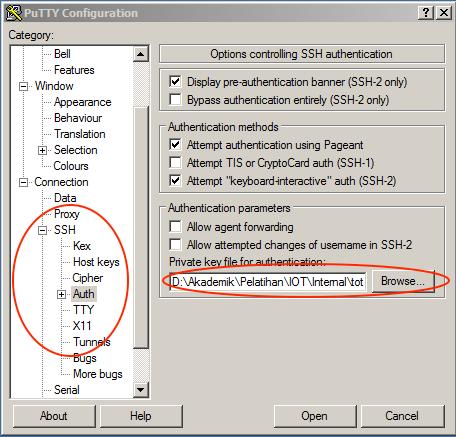 PuTTY Configuration
Category:
Bell
Features
Window
Appearance
Behaviour
Translation
Selection
Colours
Connection
Data
Proxy
SSH
Kex
Host keys
Cipher
Auth
TTY
X11
Tunnels
Bugs
More bugs
Serial
Options controlling SSH authentication
Display pre-authentication banner (SSH-2 only)
Bypass authentication entirely (SSH-2 only)
Authentication methods
Attempt authentication using Pageant
Attempt TIS or CryptoCard auth (SSH-1)
Attempt "keyboard-interactive" auth (SSH-2)
Authentication parameters
Allow agent forwarding
Allow attempted changes of username in SSH-2
Private key file for authentication:
D:\Akademik\Pelatihan\IOT\Internal\tot
Browse...
About
Help
Open
Cancel